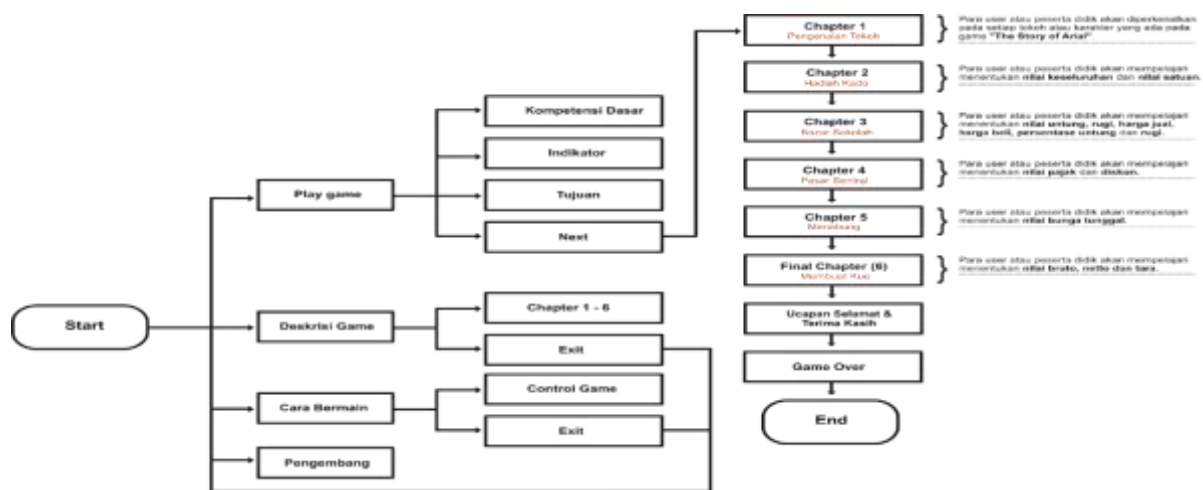 Start
Play game
Kompetensi Dasar
Indikator
Tujuan
Next
Deskrisi Game
Chapter 1 - 6
Exit
Cara Bermain
Control Game
Exit
Pengembang
Chapter 1
Pengenalan Tokoh
Para user atau peserta didik akan diperkenalkan
pada setiap tokoh atau karakter yang ada pada
game "The Story of Arial".
Chapter 2
Hadiah Kado
Para user atau peserta didik akan mempelajari
menentukan nilai keseluruhan dan nilai satuan.
Chapter 3
Bazar Sekolah
Para user atau peserta didik akan mempelajari
menentukan nilai untung, rugi, harga jual,
harga beli, persentase untung dan rugi.
Chapter 4
Pasar Sentral
Para user atau peserta didik akan mempelajari
menentukan nilai pajak dan diskon.
Chapter 5
Menabung
Para user atau peserta didik akan mempelajari
menentukan nilai bunga tunggal.
Final Chapter (6)
Membuat Kue
Para user atau peserta didik akan mempelajari
menentukan nilai bruto, netto dan tara.
Ucapan Selamat &
Terima Kasih
Game Over
End